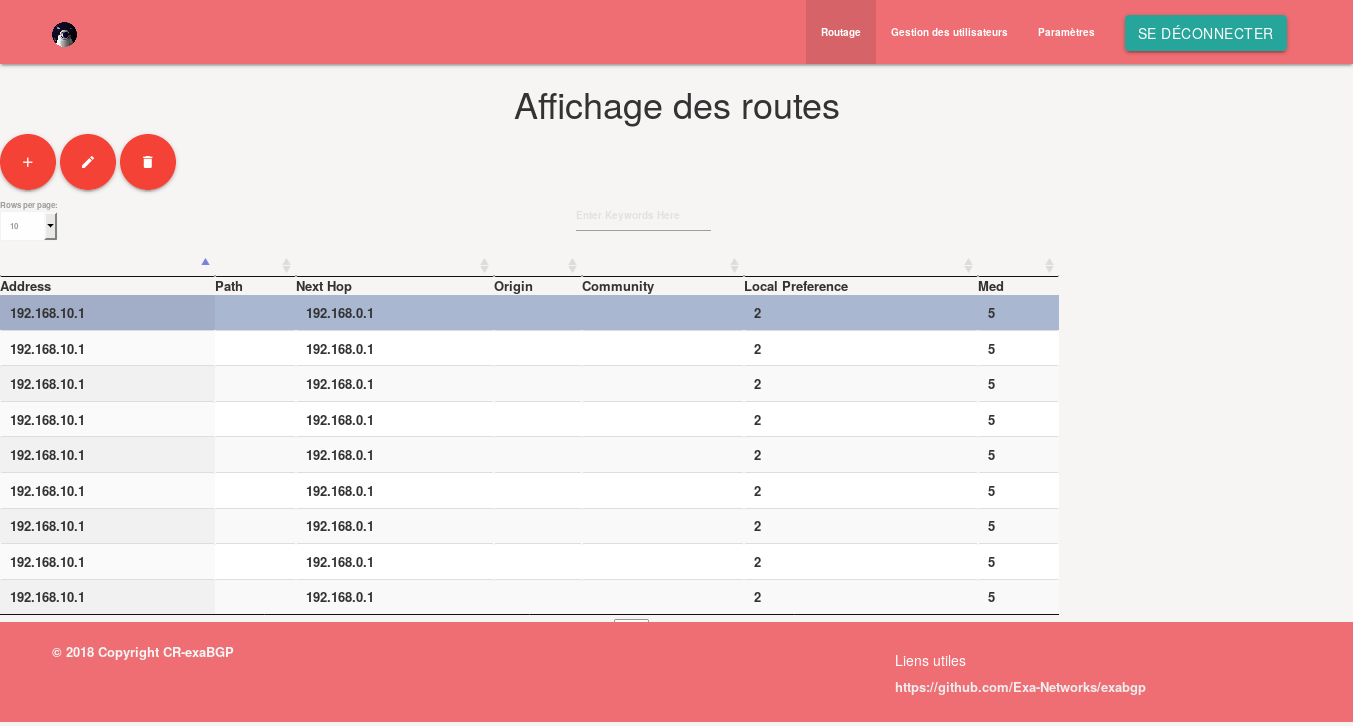 Routage Gestion des utilisateurs Paramètres SE DÉCONNECTER
Affichage des routes
Rows per page:
10
Enter Keywords Here
Address Path Next Hop Origin Community Local Preference Med
192.168.10.1 192.168.0.1 2 5
192.168.10.1 192.168.0.1 2 5
192.168.10.1 192.168.0.1 2 5
192.168.10.1 192.168.0.1 2 5
192.168.10.1 192.168.0.1 2 5
192.168.10.1 192.168.0.1 2 5
192.168.10.1 192.168.0.1 2 5
192.168.10.1 192.168.0.1 2 5
192.168.10.1 192.168.0.1 2 5
© 2018 Copyright CR-exaBGP
Liens utiles
https://github.com/Exa-Networks/exabgp